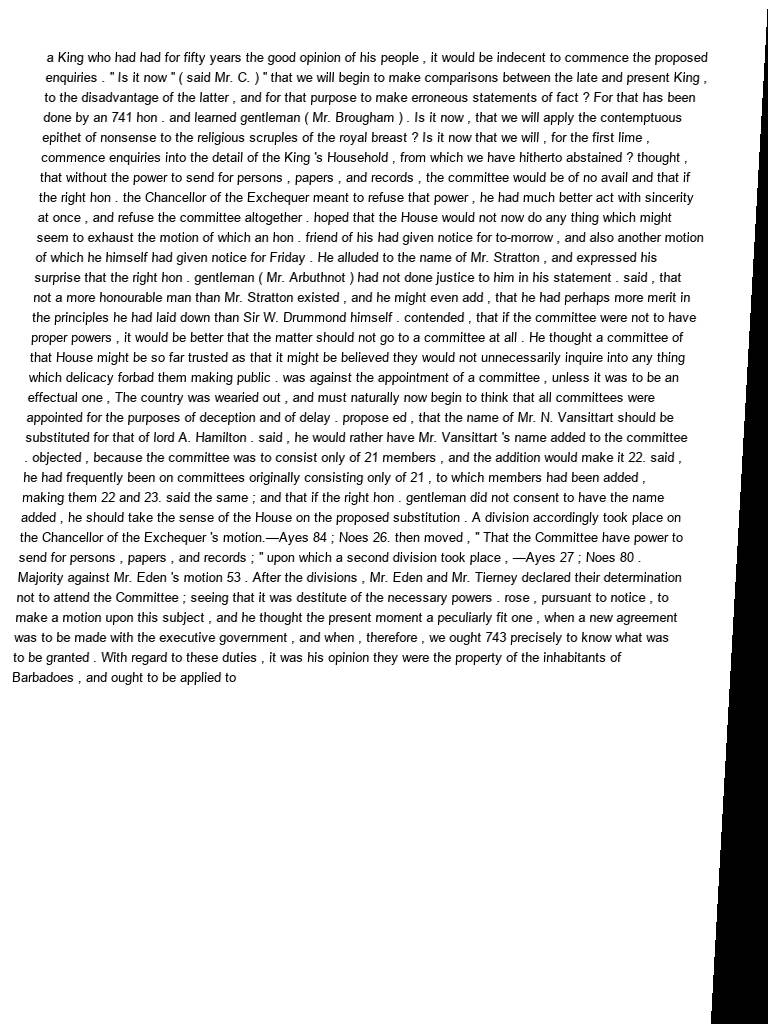 a King who had had for fifty years the good opinion of his people , it would be indecent to commence the proposed
enquiries . " Is it now " ( said Mr. C. ) " that we will begin to make comparisons between the late and present King ,
to the disadvantage of the latter , and for that purpose to make erroneous statements of fact ? For that has been
done by an 741 hon . and learned gentleman ( Mr. Brougham ) . Is it now , that we will apply the contemptuous
epithet of nonsense to the religious scruples of the royal breast ? Is it now that we will , for the first lime ,
commence enquiries into the detail of the King 's Household , from which we have hitherto abstained ? thought ,
that without the power to send for persons , papers , and records , the committee would be of no avail and that if
the right hon . the Chancellor of the Exchequer meant to refuse that power , he had much better act with sincerity
at once , and refuse the committee altogether . hoped that the House would not now do any thing which might
seem to exhaust the motion of which an hon . friend of his had given notice for to-morrow , and also another motion
of which he himself had given notice for Friday . He alluded to the name of Mr. Stratton , and expressed his
surprise that the right hon . gentleman ( Mr. Arbuthnot ) had not done justice to him in his statement . said , that
not a more honourable man than Mr. Stratton existed , and he might even add , that he had perhaps more merit in
the principles he had laid down than Sir W. Drummond himself . contended , that if the committee were not to have
proper powers , it would be better that the matter should not go to a committee at all . He thought a committee of
that House might be so far trusted as that it might be believed they would not unnecessarily inquire into any thing
which delicacy forbad them making public . was against the appointment of a committee , unless it was to be an
effectual one , The country was wearied out , and must naturally now begin to think that all committees were
appointed for the purposes of deception and of delay . propose ed , that the name of Mr. N. Vansittart should be
substituted for that of lord A. Hamilton . said , he would rather have Mr. Vansittart 's name added to the committee
. objected , because the committee was to consist only of 21 members , and the addition would make it 22. said ,
he had frequently been on committees originally consisting only of 21 , to which members had been added ,
making them 22 and 23. said the same ; and that if the right hon . gentleman did not consent to have the name
added , he should take the sense of the House on the proposed substitution . A division accordingly took place on
the Chancellor of the Exchequer 's motion.—Ayes 84 ; Noes 26. then moved , " That the Committee have power to
send for persons , papers , and records ; " upon which a second division took place , —Ayes 27 ; Noes 80 .
Majority against Mr. Eden 's motion 53 . After the divisions , Mr. Eden and Mr. Tierney declared their determination
not to attend the Committee ; seeing that it was destitute of the necessary powers . rose , pursuant to notice , to
make a motion upon this subject , and he thought the present moment a peculiarly fit one , when a new agreement
was to be made with the executive government , and when , therefore , we ought 743 precisely to know what was
to be granted . With regard to these duties , it was his opinion they were the property of the inhabitants of
Barbadoes , and ought to be applied to